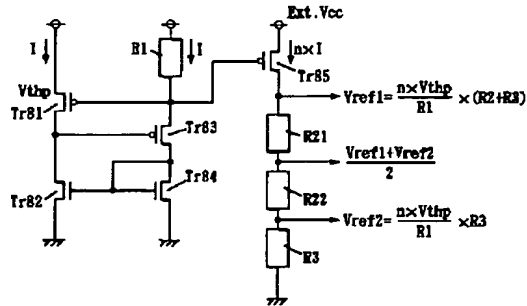 Ext.Vcc
I
R1
I
n×I
Vthp
Tr81
Tr85
Tr83
Vref1=n×Vthp/R1×(R2+R3)
R21
Vref1+Vref2/2
Tr82
Tr84
R22
Vref2=n×Vthp/R1×R3
R3